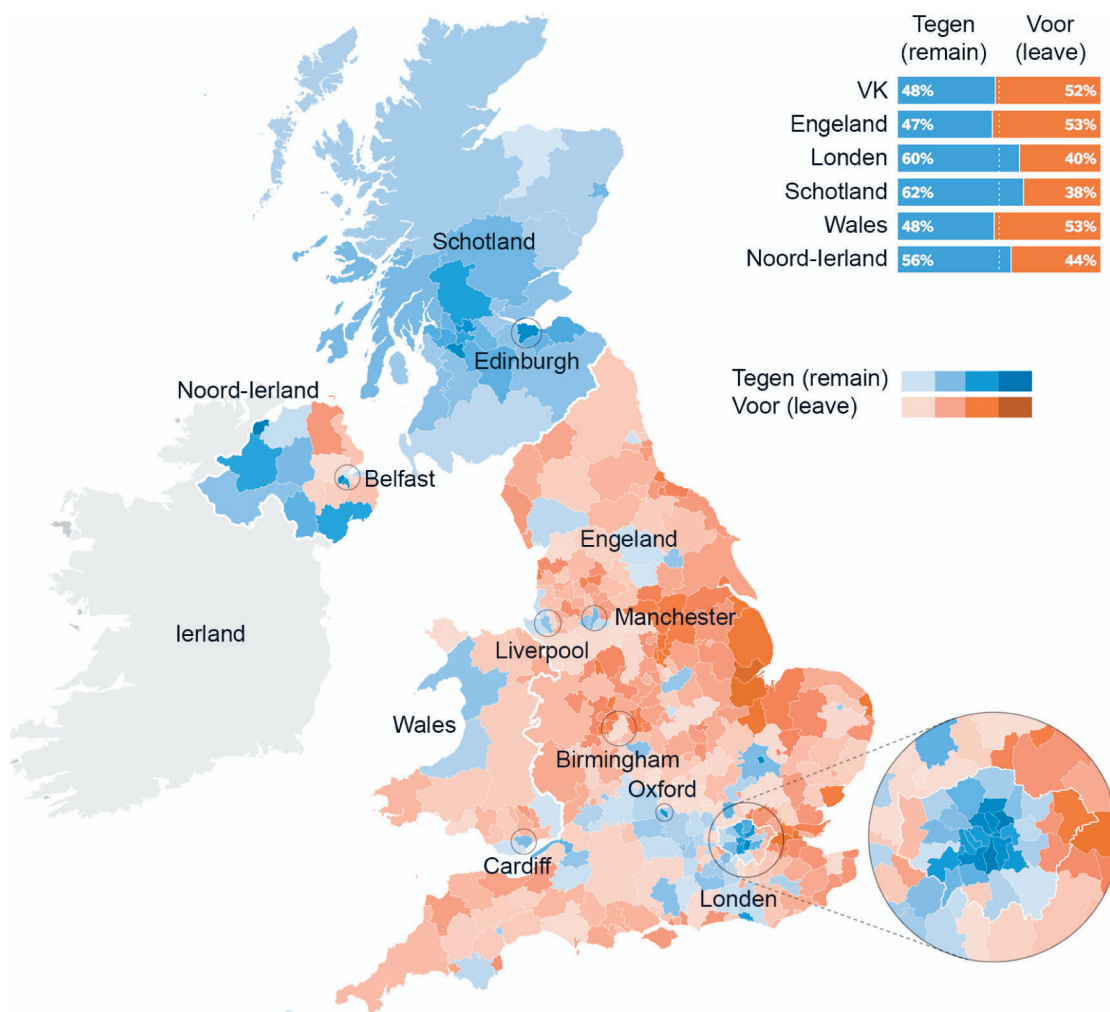 Tegen
(remain)
Voor
(leave)
VK 48% 52%
Engeland 47% 53%
Londen 60% 40%
Schotland 62% 38%
Wales 48% 53%
Noord-Ierland 56% 44%
Schotland
Edinburgh
Tegen (remain)
Voor (leave)
Noord-Ierland
Belfast
Engeland
Ierland
Manchester
Liverpool
Wales
Birmingham
Oxford
Cardiff
Londen